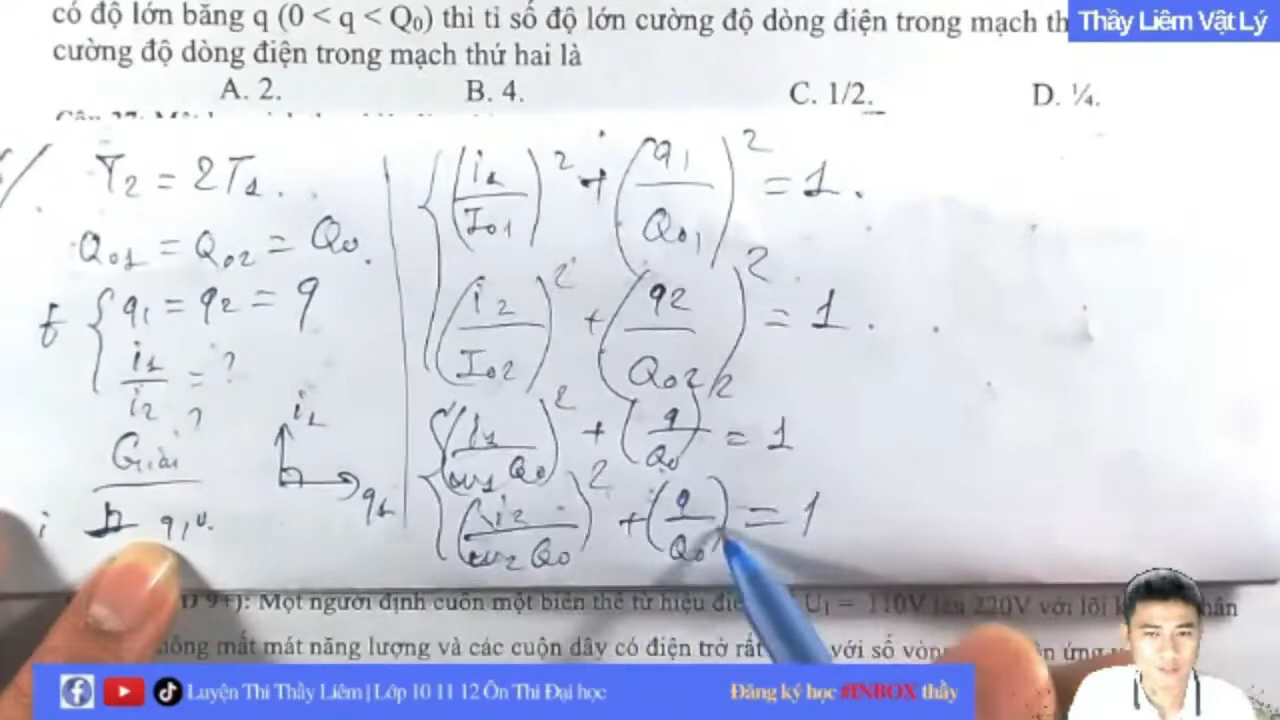 có độ lớn bằng q (0 < q < Q₀) thì tỉ số độ lớn cường độ dòng điện trong mạch th
Thầy Liêm Vật Lý
cường độ dòng điện trong mạch thứ hai là
A. 2.
B. 4.
C. 1/2.
D. ¼.
T₂ = 2T₁.
Q₀₁ = Q₀₂ = Q₀.
t { q₁ = q₂ = q
i₁/i₂ = ?
Giải
i₁
q₁
i ⊥ q
(i₁/I₀₁)² + (q₁/Q₀₁)² = 1.
(i₂/I₀₂)² + (q₂/Q₀₂)² = 1.
(i₁/ω₁Q₀)² + (q/Q₀)² = 1
(i₂/ω₂Q₀)² + (q/Q₀) = 1
Một người định cuốn một biến thế từ hiệu U₁ = 110V lên 220V với lõi
mất mát năng lượng và các cuộn dây có điện trở rất với số vòng
Luyện Thi Thầy Liêm | Lớp 10 11 12 Ôn Thi Đại học
Đăng ký học #INBOX thầy